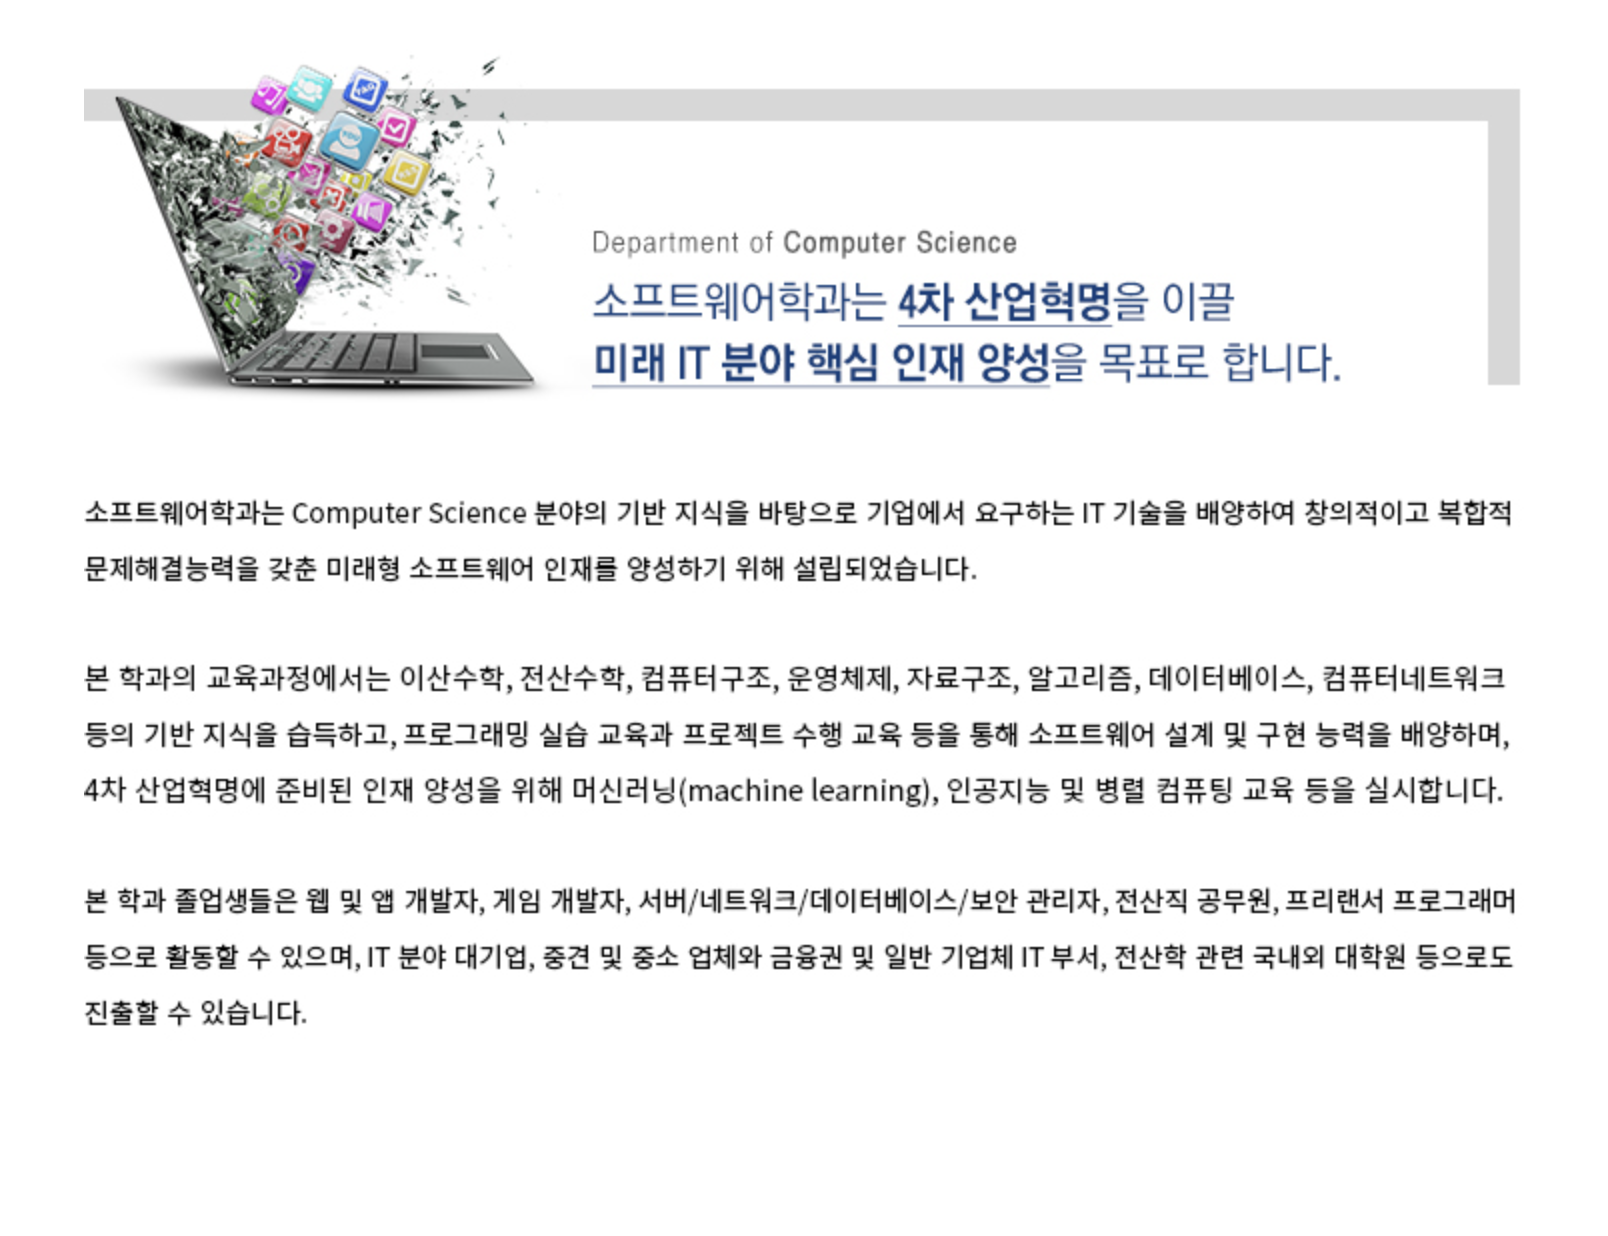 Department of Computer Science
소프트웨어학과는 4차 산업혁명을 이끌
미래 IT 분야 핵심 인재 양성을 목표로 합니다.
소프트웨어학과는 Computer Science 분야의 기반 지식을 바탕으로 기업에서 요구하는 IT 기술을 배양하여 창의적이고 복합적
문제해결능력을 갖춘 미래형 소프트웨어 인재를 양성하기 위해 설립되었습니다.
본 학과의 교육과정에서는 이산수학, 전산수학, 컴퓨터구조, 운영체제, 자료구조, 알고리즘, 데이터베이스, 컴퓨터네트워크
등의 기반 지식을 습득하고, 프로그래밍 실습 교육과 프로젝트 수행 교육 등을 통해 소프트웨어 설계 및 구현 능력을 배양하며,
4차 산업혁명에 준비된 인재 양성을 위해 머신러닝(machine learning), 인공지능 및 병렬 컴퓨팅 교육 등을 실시합니다.
본 학과 졸업생들은 웹 및 앱 개발자, 게임 개발자, 서버/네트워크/데이터베이스/보안 관리자, 전산직 공무원, 프리랜서 프로그래머
등으로 활동할 수 있으며, IT 분야 대기업, 중견 및 중소 업체와 금융권 및 일반 기업체 IT 부서, 전산학 관련 국내외 대학원 등으로도
진출할 수 있습니다.